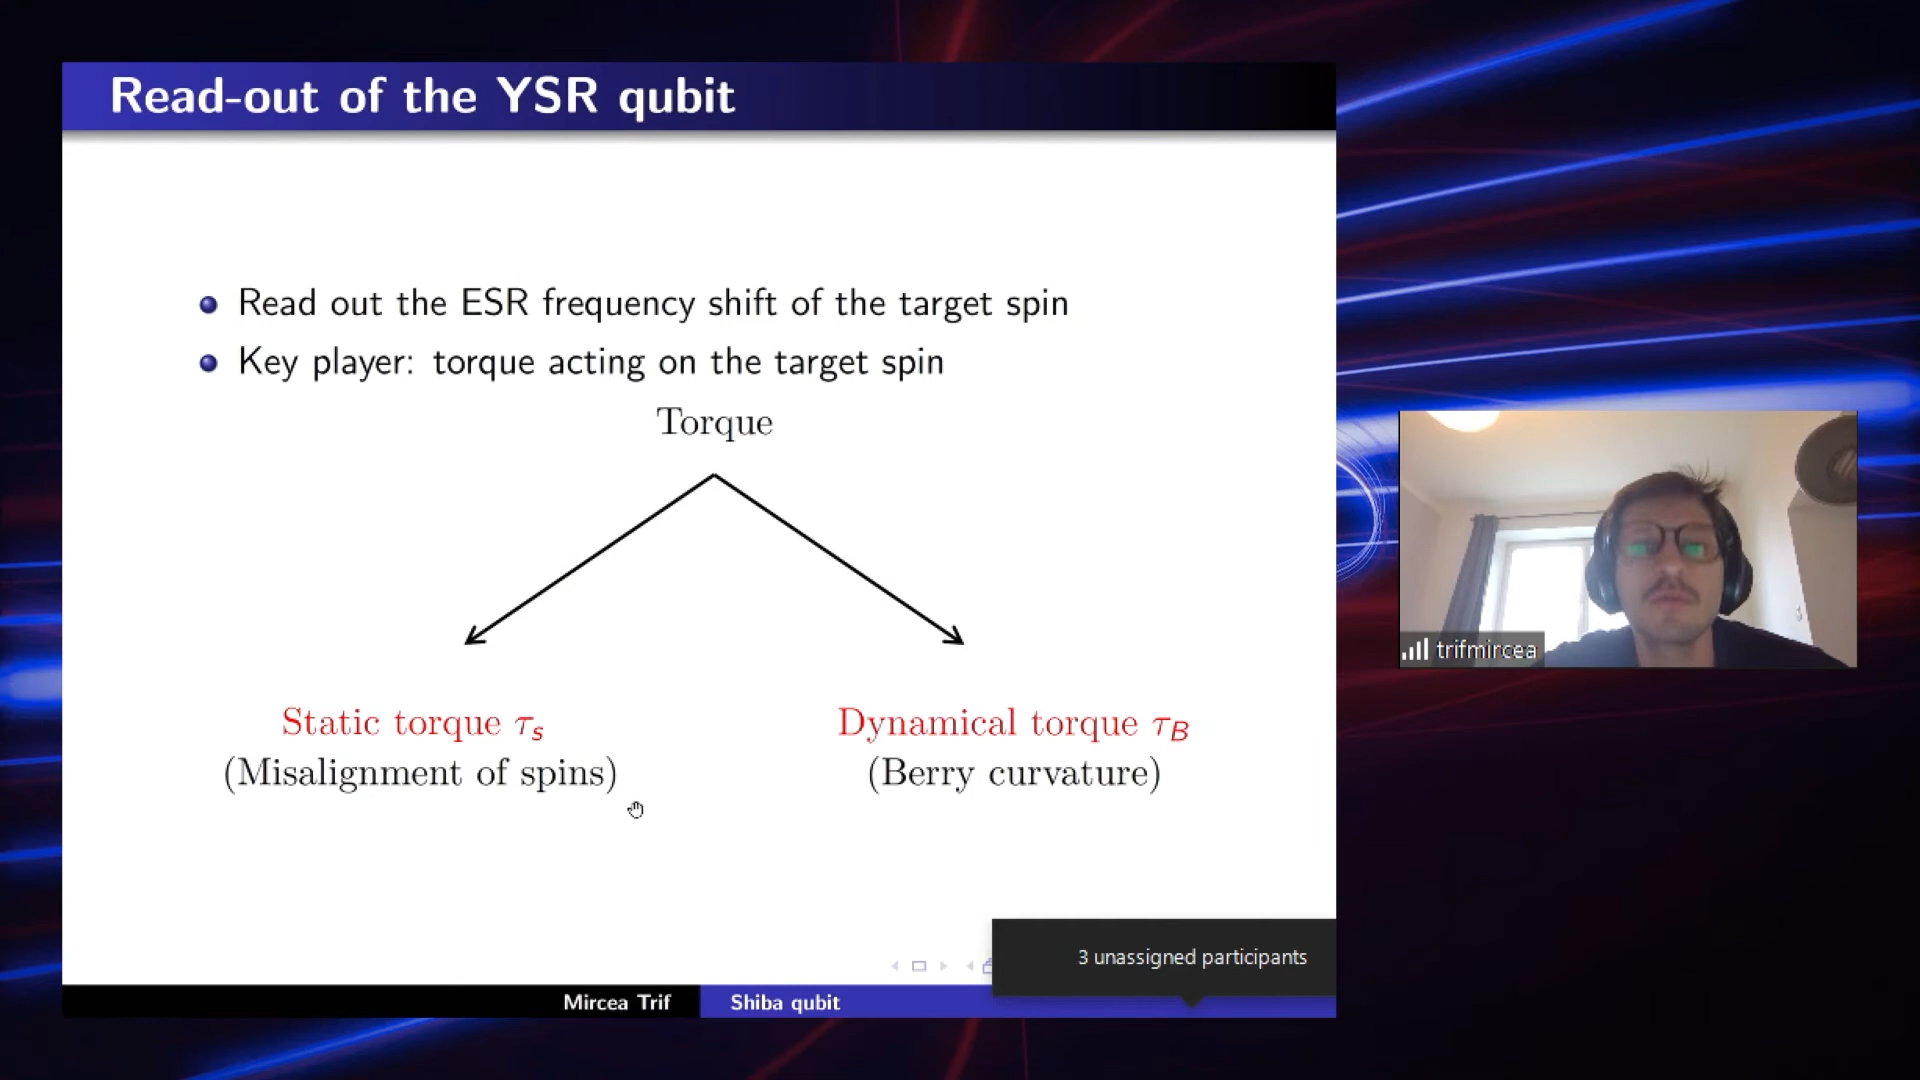 Read-out of the YSR qubit
Read out the ESR frequency shift of the target spin
Key player: torque acting on the target spin
Torque
Static torque τs
(Misalignment of spins)
Dynamical torque τB
(Berry curvature)
trifmircea
3 unassigned participants
Mircea Trif
Shiba qubit